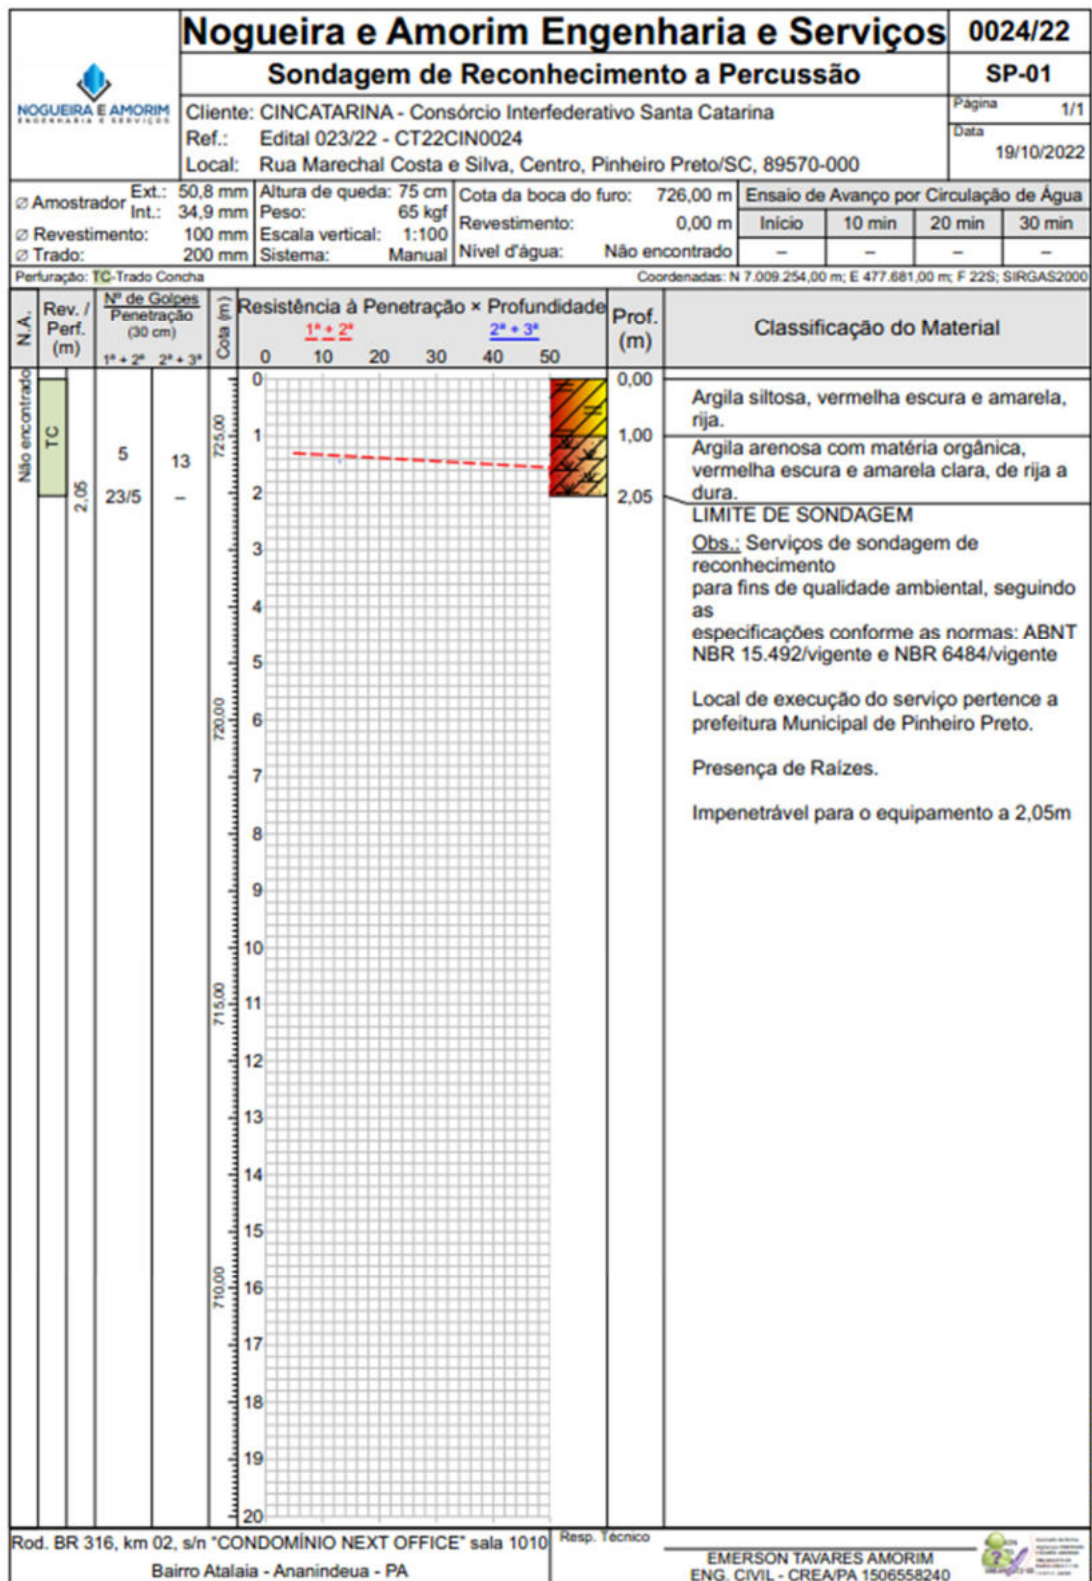 Nogueira e Amorim Engenharia e Serviços
0024/22
Sondagem de Reconhecimento a Percussão
SP-01
NOGUEIRA E AMORIM
ENGENHARIA E SERVIÇOS
Cliente: CINCATARINA - Consórcio Interfederativo Santa Catarina
Ref.: Edital 023/22 - CT22CIN0024
Local: Rua Marechal Costa e Silva, Centro, Pinheiro Preto/SC, 89570-000
Página 1/1
Data
19/10/2022
Ø Amostrador Ext.: 50,8 mm
Int.: 34,9 mm
Ø Revestimento: 100 mm
Ø Trado: 200 mm
Altura de queda: 75 cm
Peso: 65 kgf
Escala vertical: 1:100
Sistema: Manual
Cota da boca do furo: 726,00 m
Revestimento: 0,00 m
Nível d'água: Não encontrado
Ensaio de Avanço por Circulação de Água
Início 10 min 20 min 30 min
– – – –
Perfuração: TC-Trado Concha
Coordenadas: N 7.009.254,00 m; E 477.681,00 m; F 22S; SIRGAS2000
N.A.
Rev. /
Perf.
(m)
Nº de Golpes
Penetração
(30 cm)
1ª + 2ª 2ª + 3ª
Cota (m)
Resistência à Penetração × Profundidade
1ª + 2ª 2ª + 3ª
0 10 20 30 40 50
Prof.
(m)
Classificação do Material
Não encontrado
TC
2,05
5 13
23/5 –
725,00
720,00
715,00
710,00
0
1
2
3
4
5
6
7
8
9
10
11
12
13
14
15
16
17
18
19
20
0,00
1,00
2,05
Argila siltosa, vermelha escura e amarela,
rija.
Argila arenosa com matéria orgânica,
vermelha escura e amarela clara, de rija a
dura.
LIMITE DE SONDAGEM
Obs.: Serviços de sondagem de
reconhecimento
para fins de qualidade ambiental, seguindo
as
especificações conforme as normas: ABNT
NBR 15.492/vigente e NBR 6484/vigente
Local de execução do serviço pertence a
prefeitura Municipal de Pinheiro Preto.
Presença de Raízes.
Impenetrável para o equipamento a 2,05m
Rod. BR 316, km 02, s/n "CONDOMÍNIO NEXT OFFICE" sala 1010
Bairro Atalaia - Ananindeua - PA
Resp. Técnico
EMERSON TAVARES AMORIM
ENG. CIVIL - CREA/PA 1506558240